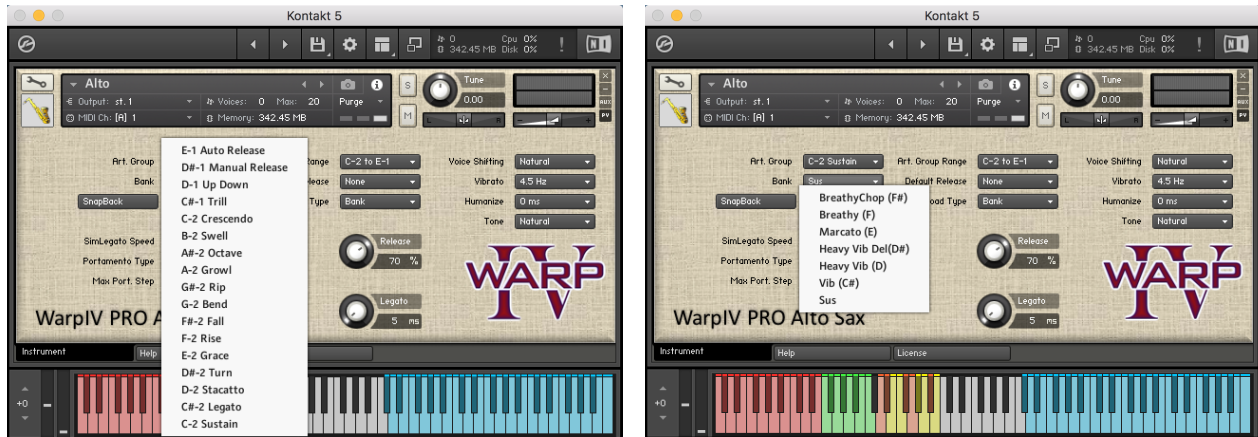 Kontakt 5
0 Cpu 0%
342.45 MB Disk 0%
!
NI
Alto
i
S
Tune
Output: st.1
Voices: 0 Max: 20
Purge
0.00
AUX
MIDI Ch: [A] 1
Memory: 342.45 MB
M
L R
- +
PV
Art. Group
Range
C-2 to E-1
Voice Shifting
Natural
Bank
lease
None
Vibrato
4.5 Hz
SnapBack
Type
Bank
Humanize
0 ms
Tone
Natural
SimLegato Speed
Release
Portamento Type
70 %
Max Port. Step
Legato
5 ms
WARP
IV
WarpIV PRO A
Instrument
Help
+0
E-1 Auto Release
D#-1 Manual Release
D-1 Up Down
C#-1 Trill
C-2 Crescendo
B-2 Swell
A#-2 Octave
A-2 Growl
G#-2 Rip
G-2 Bend
F#-2 Fall
F-2 Rise
E-2 Grace
D#-2 Turn
D-2 Stacatto
C#-2 Legato
C-2 Sustain
Kontakt 5
0 Cpu 0%
342.45 MB Disk 0%
!
NI
Alto
i
S
Tune
Output: st.1
Voices: 0 Max: 20
Purge
0.00
AUX
MIDI Ch: [A] 1
Memory: 342.45 MB
M
L R
- +
PV
Art. Group
C-2 Sustain
Art. Group Range
C-2 to E-1
Voice Shifting
Natural
Bank
Sus
Default Release
None
Vibrato
4.5 Hz
SnapBack
oad Type
Bank
Humanize
0 ms
Tone
Natural
BreathyChop (F#)
Breathy (F)
Marcato (E)
Heavy Vib Del(D#)
Heavy Vib (D)
Vib (C#)
Sus
SimLegato Speed
Release
Portamento Type
70 %
Max Port. Step
Legato
5 ms
WARP
IV
WarpIV PRO Alto Sax
Instrument
Help
License
+0